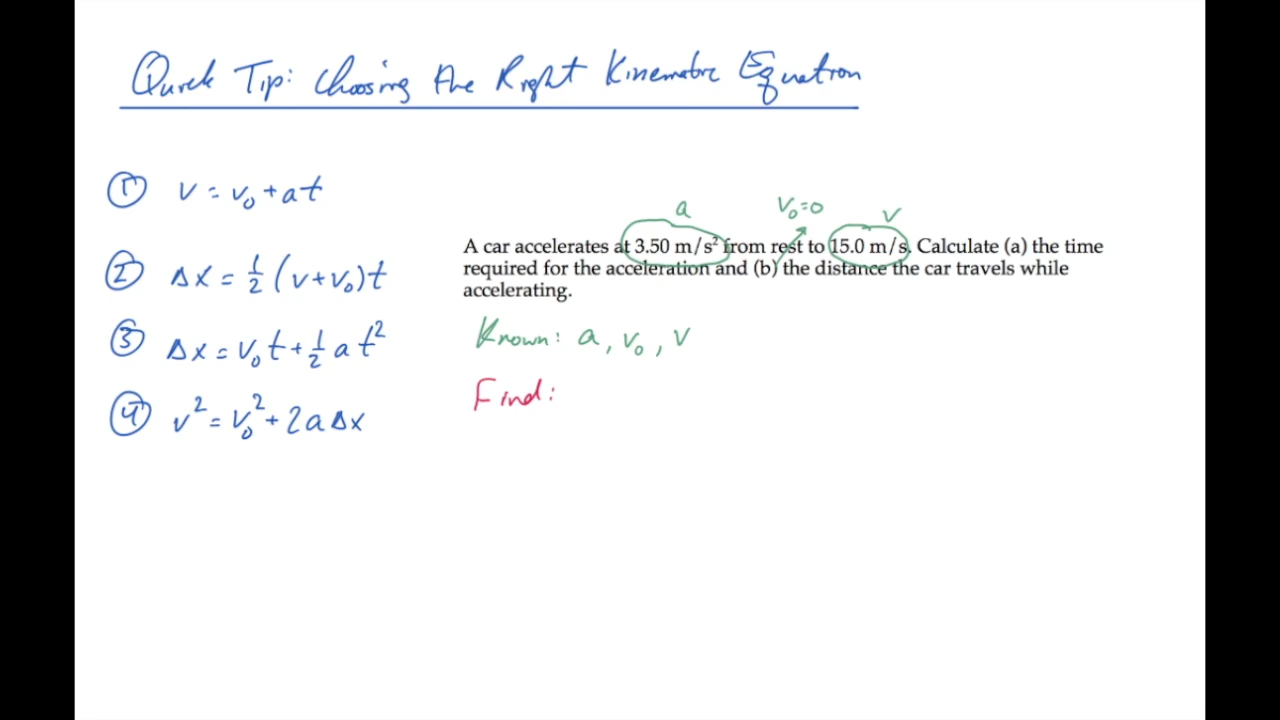 Quick Tip: Choosing the Right Kinematic Equation
① v = v₀ + at
② Δx = ½ (v + v₀) t
③ Δx = v₀t + ½ a t²
④ v² = v₀² + 2aΔx
a v₀=0 v
A car accelerates at 3.50 m/s² from rest to 15.0 m/s. Calculate (a) the time
required for the acceleration and (b) the distance the car travels while
accelerating.
Known: a, v₀, v
Find: